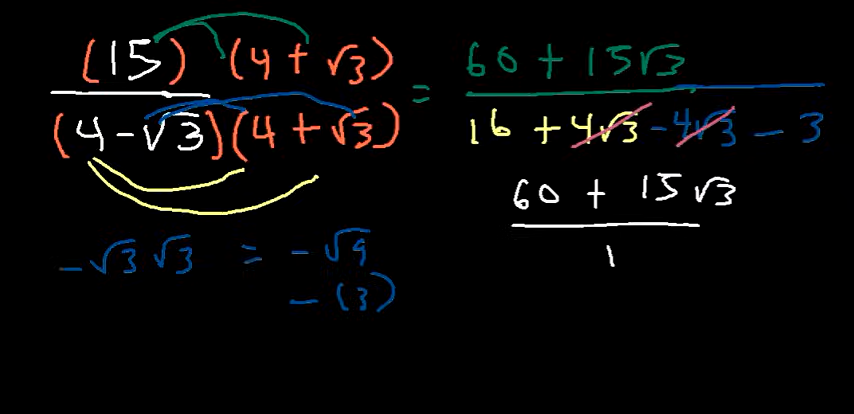 (15) (4 + √3) = 60 + 15√3
(4 - √3)(4 + √3) 16 + 4√3 - 4√3 - 3
60 + 15√3
-√3 √3 = -√9
1
- (3)